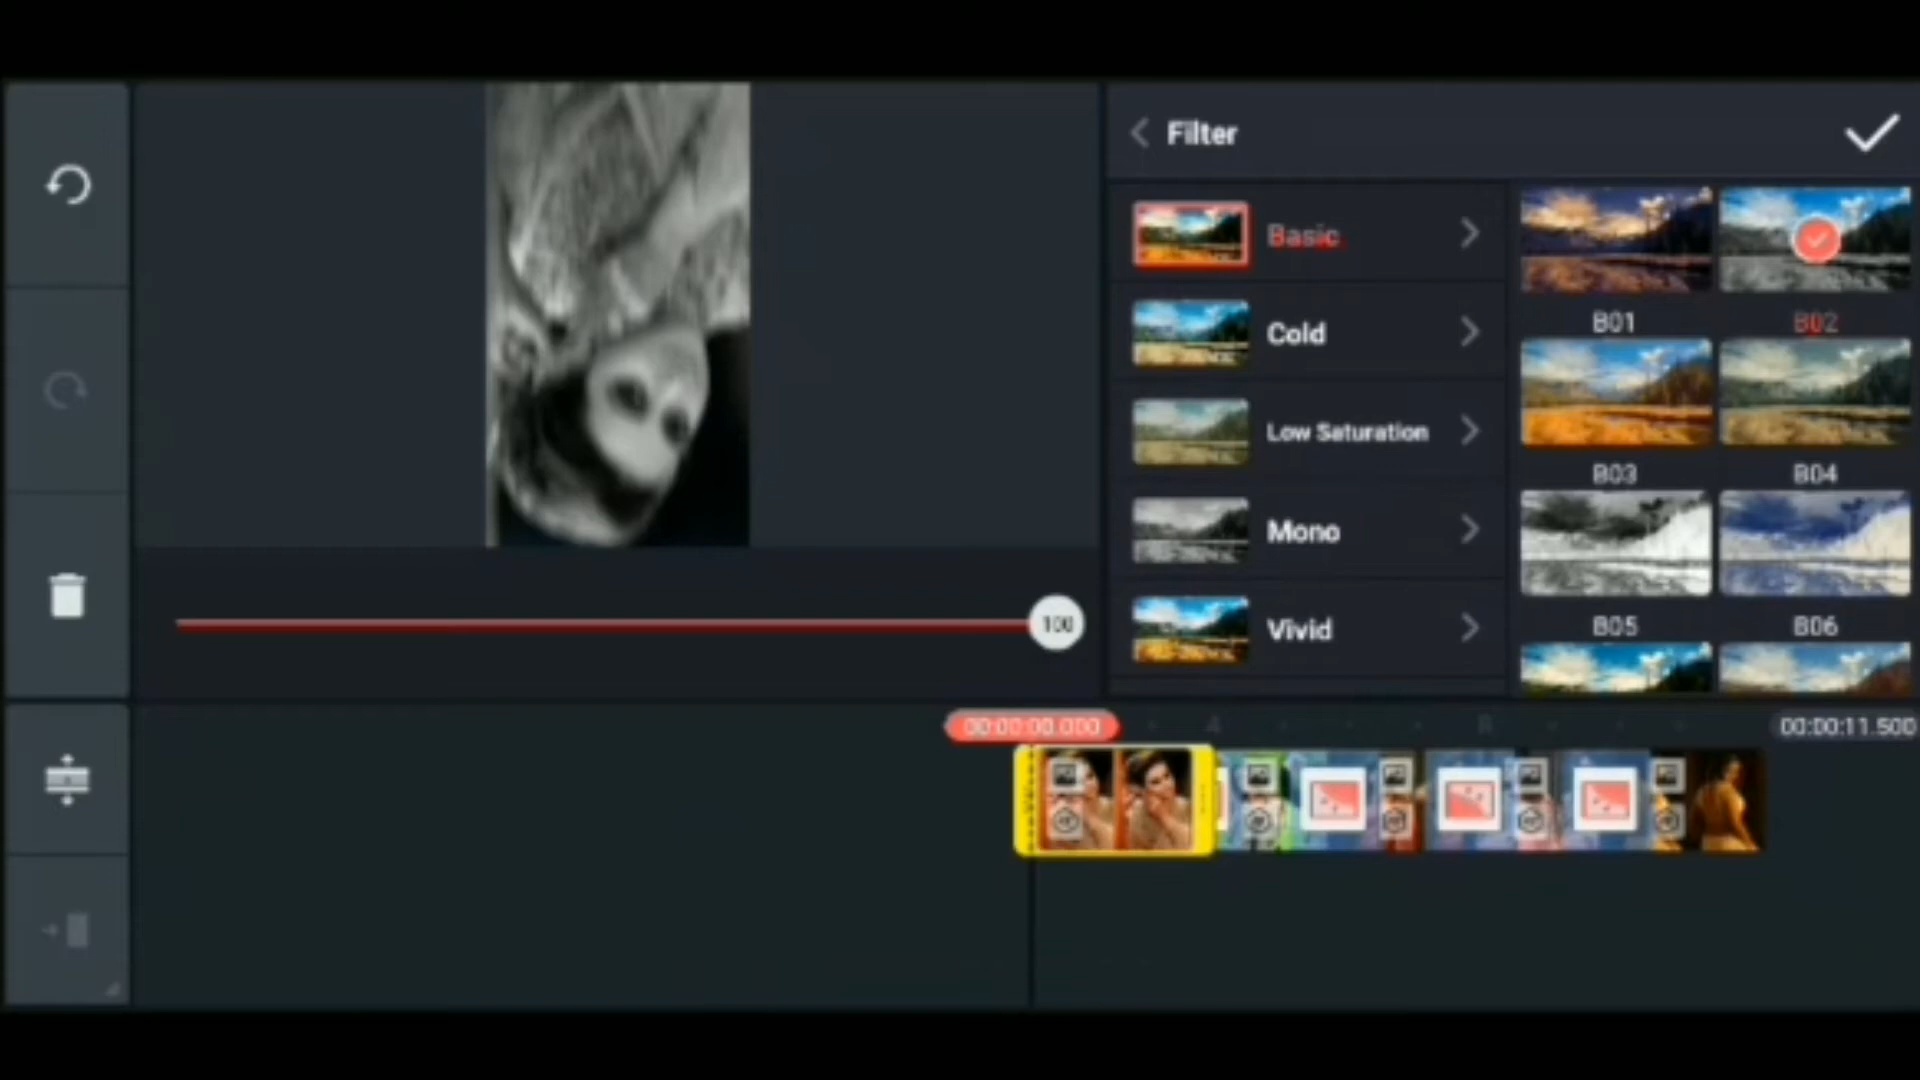 Filter
Basic
Cold
Low Saturation
Mono
Vivid
B01
B02
B03
B04
B05
B06
100
00:00:00.000
00:00:11.500